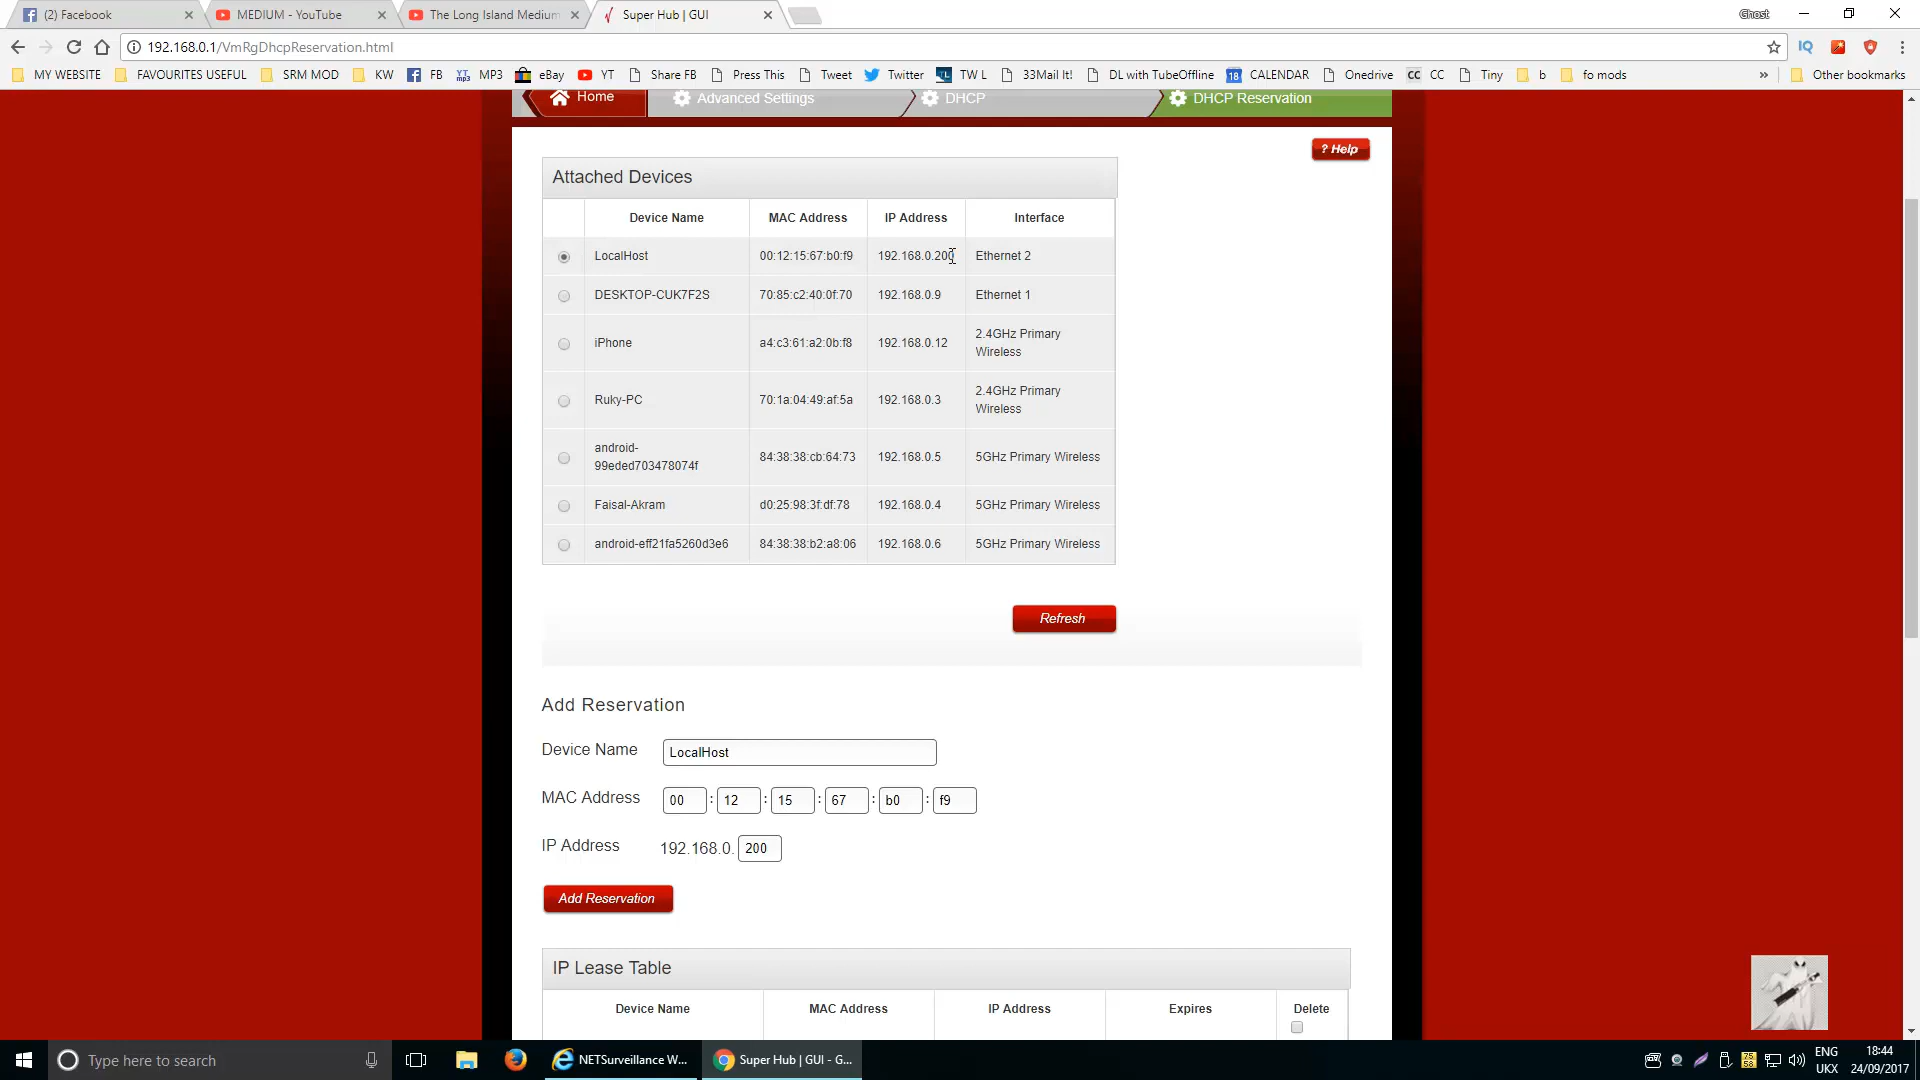 (2) Facebook
MEDIUM - YouTube
The Long Island Medium
Super Hub | GUI
Ghost
192.168.0.1/VmRgDhcpReservation.html
MY WEBSITE
FAVOURITES USEFUL
SRM MOD
KW
FB
MP3
eBay
YT
Share FB
Press This
Tweet
Twitter
TW L
33Mail It!
DL with TubeOffline
CALENDAR
Onedrive
CC
Tiny
b
fo mods
»
Other bookmarks
Home
Advanced Settings
DHCP
DHCP Reservation
? Help
Attached Devices
Device Name MAC Address IP Address Interface
LocalHost 00:12:15:67:b0:f9 192.168.0.200 Ethernet 2
DESKTOP-CUK7F2S 70:85:c2:40:0f:70 192.168.0.9 Ethernet 1
iPhone a4:c3:61:a2:0b:f8 192.168.0.12 2.4GHz Primary
Wireless
Ruky-PC 70:1a:04:49:af:5a 192.168.0.3 2.4GHz Primary
Wireless
android-
99eded703478074f 84:38:38:cb:64:73 192.168.0.5 5GHz Primary Wireless
Faisal-Akram d0:25:98:3f:df:78 192.168.0.4 5GHz Primary Wireless
android-eff21fa5260d3e6 84:38:38:b2:a8:06 192.168.0.6 5GHz Primary Wireless
Refresh
Add Reservation
Device Name LocalHost
MAC Address 00 : 12 : 15 : 67 : b0 : f9
IP Address 192.168.0. 200
Add Reservation
IP Lease Table
Device Name MAC Address IP Address Expires Delete
Type here to search
NETSurveillance W...
Super Hub | GUI - G...
ENG
UKX
18:44
24/09/2017